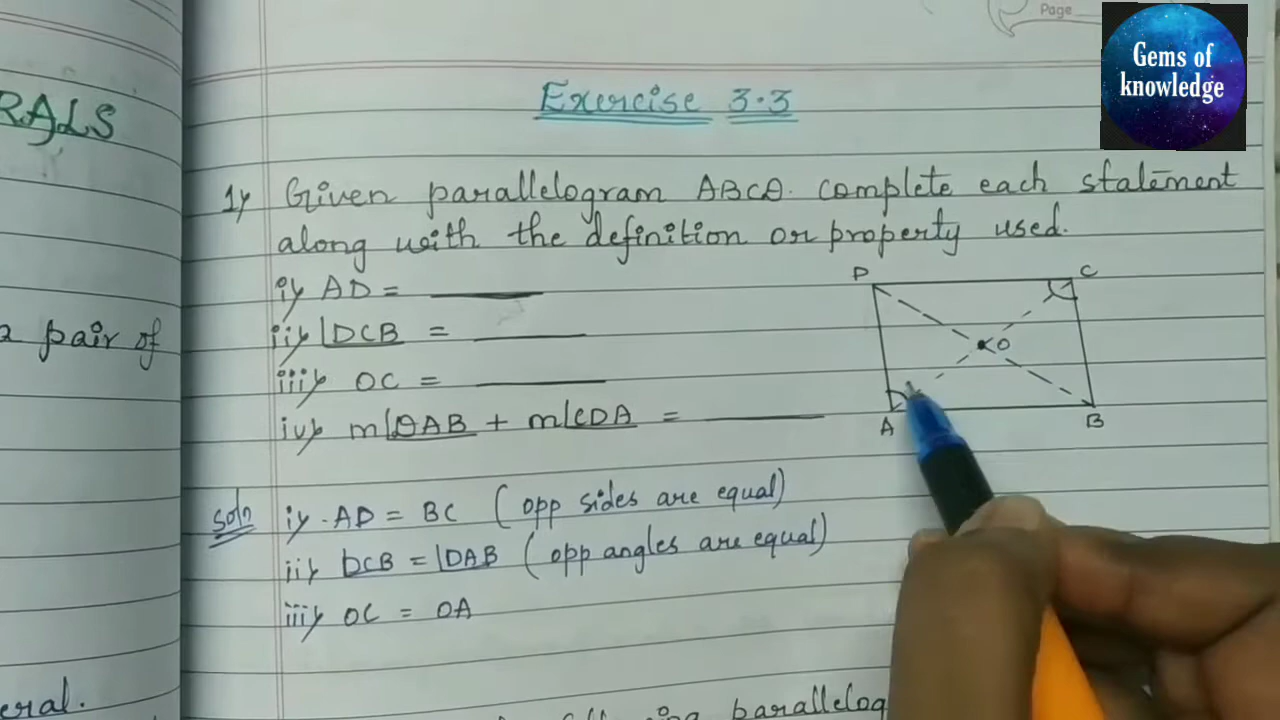 Page
Gems of
knowledge
RALS
Exercise 3.3
1) Given parallelogram ABCD. complete each statement
along with the definition or property used.
i) AD =
ii) ∠DCB =
iii) OC =
iv) m∠DAB + m∠CDA =
D
C
O
A
B
a pair of
Soln
i) AD = BC (opp sides are equal)
ii) DCB = ∠DAB (opp angles are equal)
iii) OC = OA
eral.
parallelog